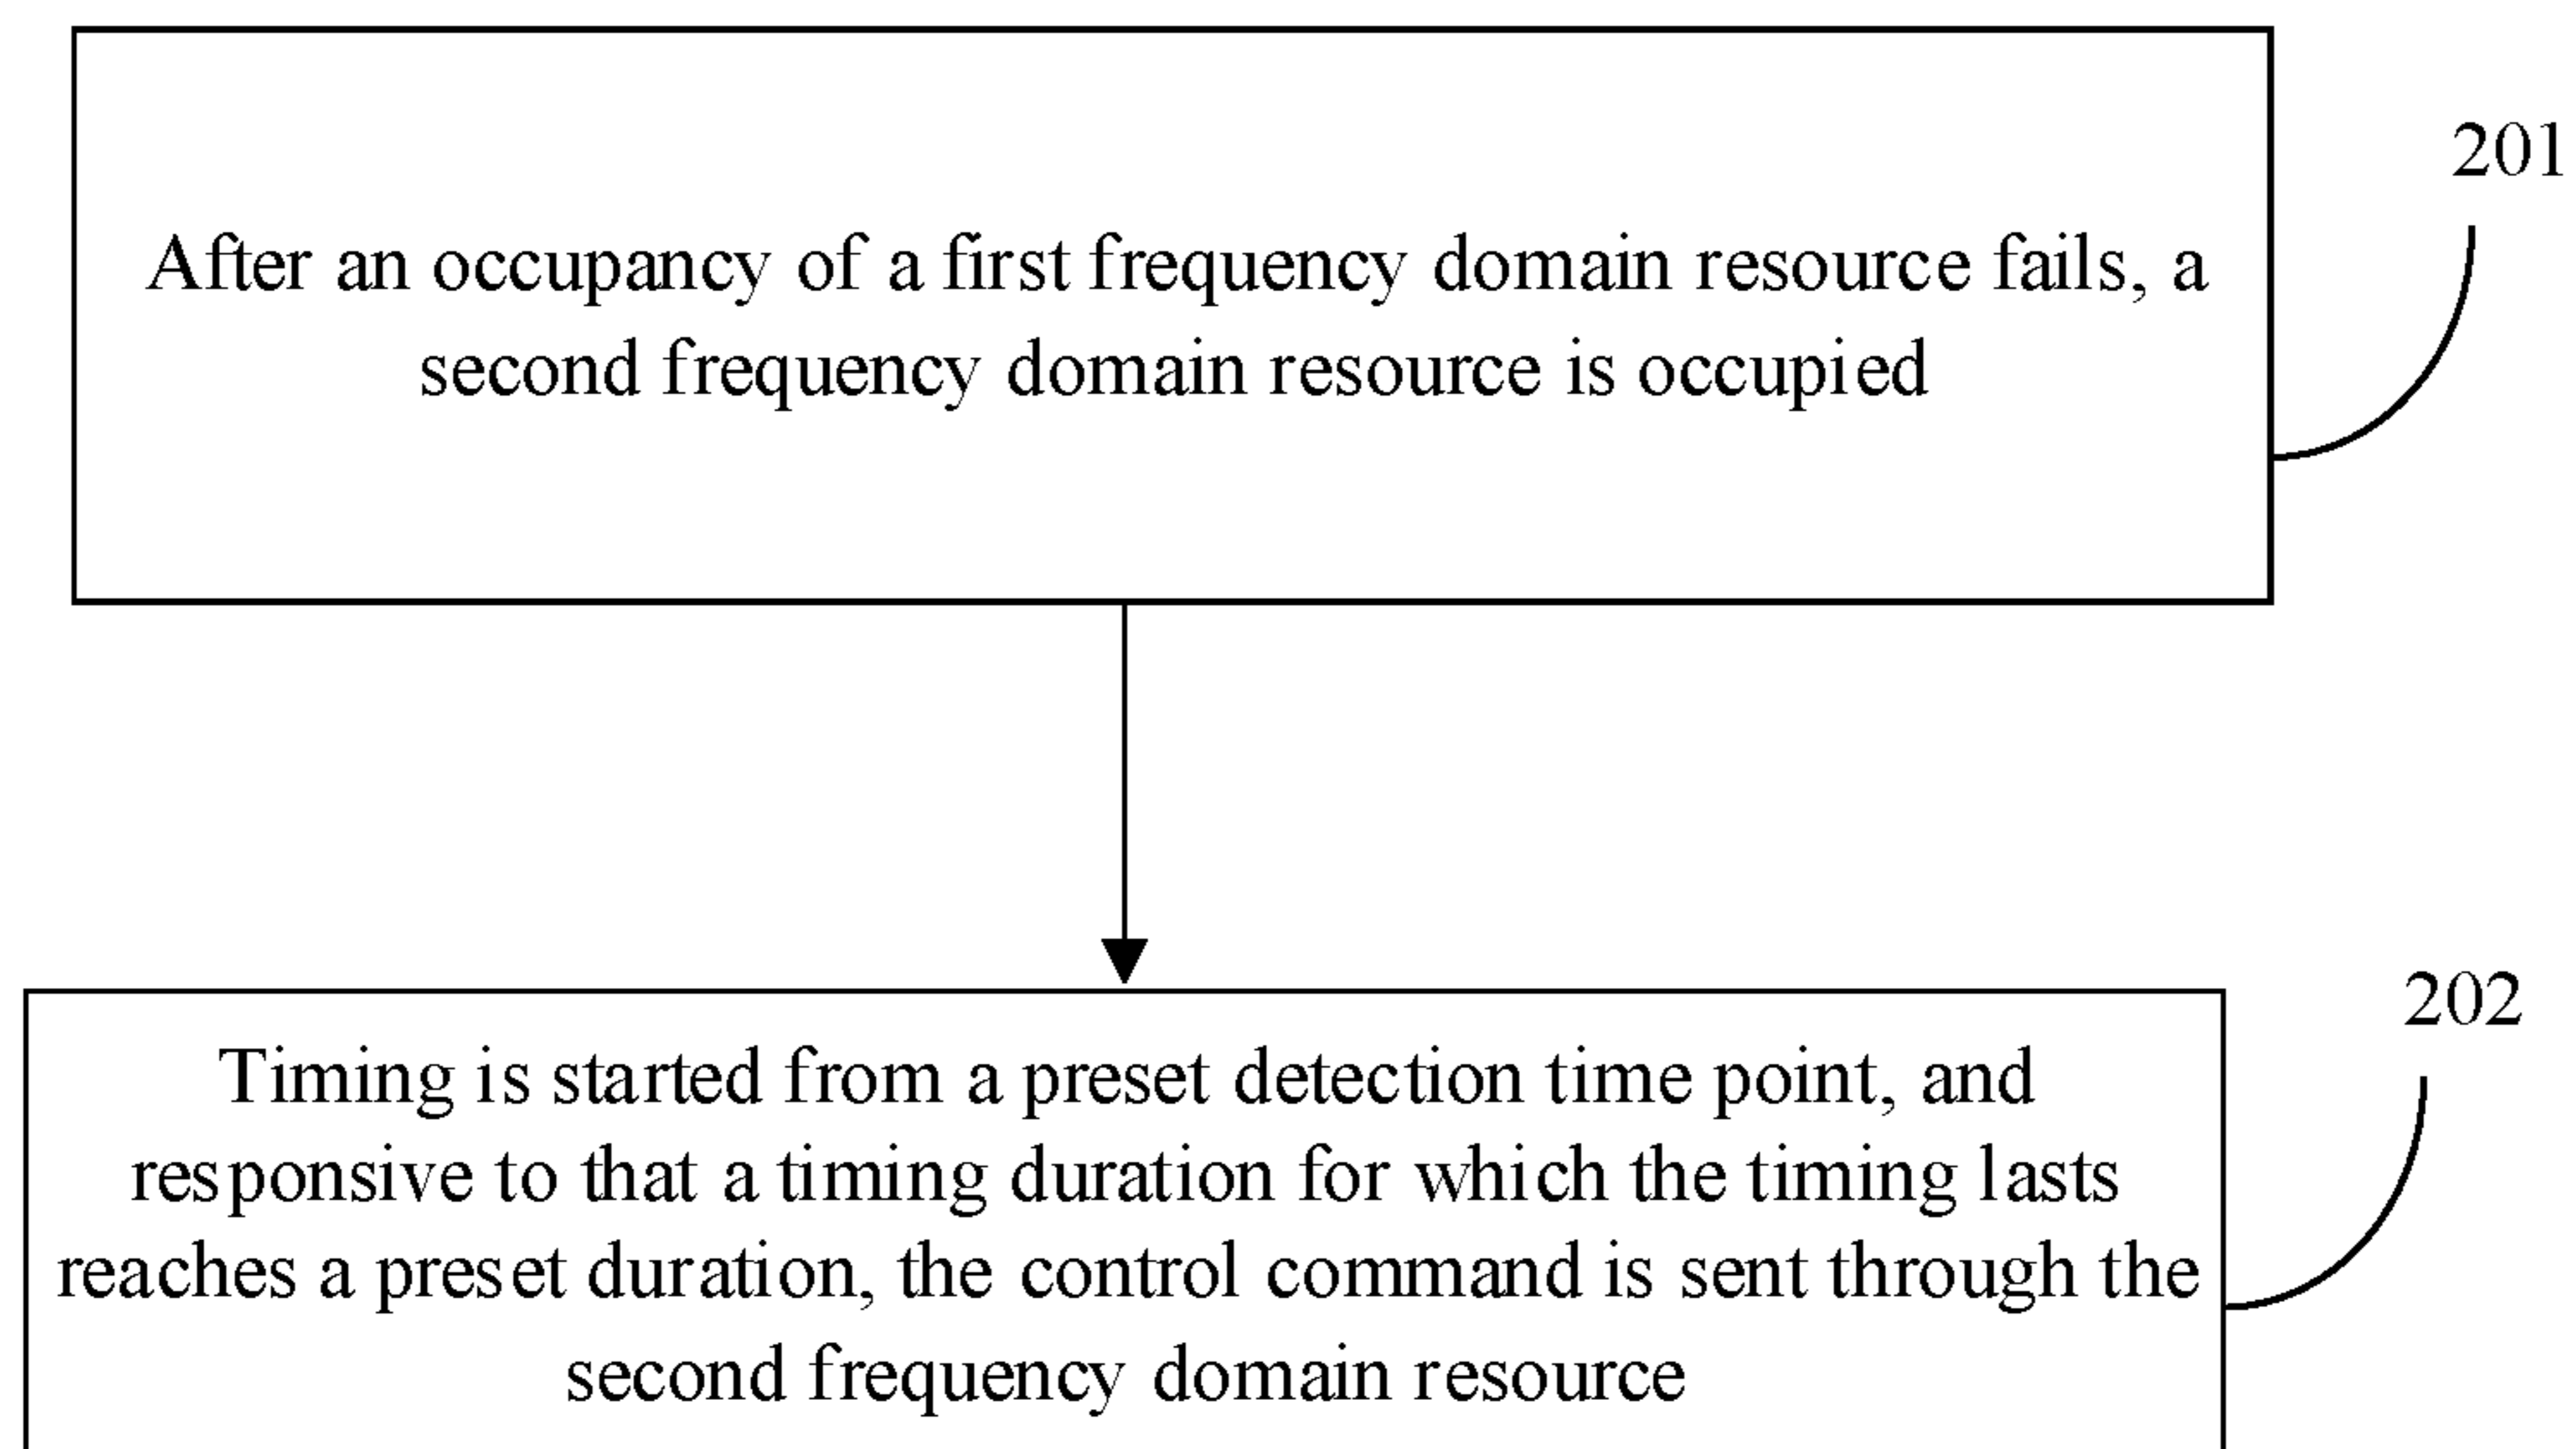 201
After an occupancy of a first frequency domain resource fails, a
second frequency domain resource is occupied
202
Timing is started from a preset detection time point, and
responsive to that a timing duration for which the timing lasts
reaches a preset duration, the control command is sent through the
second frequency domain resource